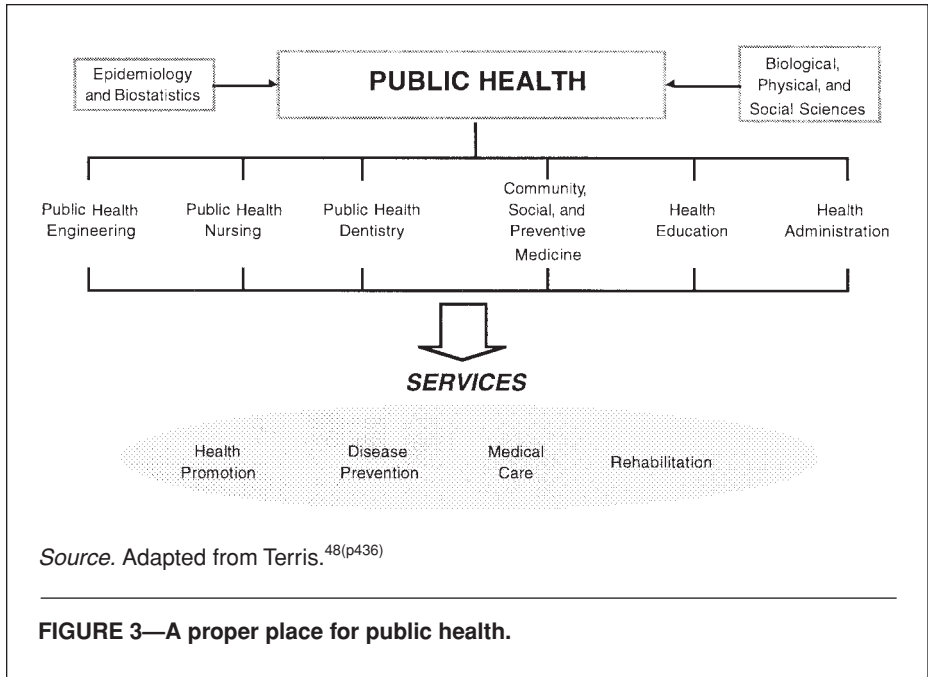 Epidemiology
and Biostatistics
PUBLIC HEALTH
Biological,
Physical, and
Social Sciences
Public Health
Engineering
Public Health
Nursing
Public Health
Dentistry
Community,
Social, and
Preventive
Medicine
Health
Education
Health
Administration
SERVICES
Health
Promotion
Disease
Prevention
Medical
Care
Rehabilitation
Source. Adapted from Terris.48(p436)
FIGURE 3—A proper place for public health.